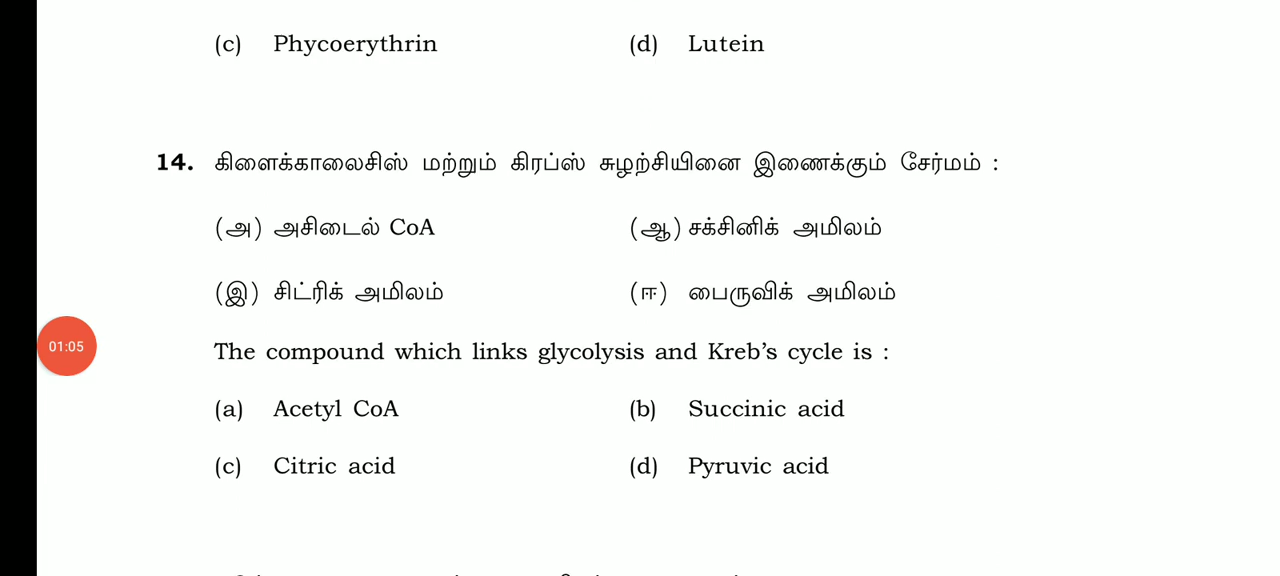 (c) Phycoerythrin (d) Lutein
14. கிளைக்காலைசிஸ் மற்றும் கிரப்ஸ் சுழற்சியினை இணைக்கும் சேர்மம் :
(அ) அசிடைல் CoA (ஆ) சக்சினிக் அமிலம்
(இ) சிட்ரிக் அமிலம் (ஈ) பைருவிக் அமிலம்
01:05
The compound which links glycolysis and Kreb's cycle is :
(a) Acetyl CoA (b) Succinic acid
(c) Citric acid (d) Pyruvic acid